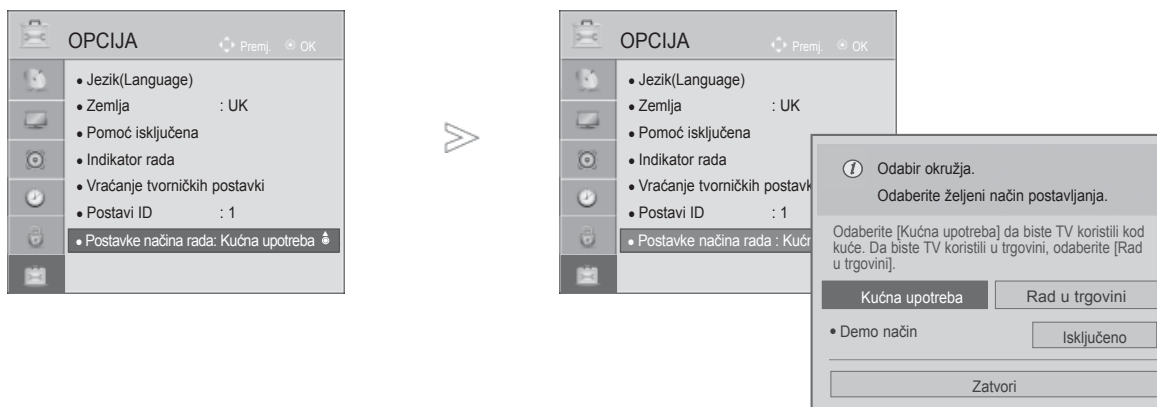 OPCIJA Premj. OK
• Jezik(Language)
• Zemlja : UK
• Pomoć isključena
• Indikator rada
• Vraćanje tvorničkih postavki
• Postavi ID : 1
• Postavke načina rada: Kućna upotreba
OPCIJA Premj. OK
• Jezik(Language)
• Zemlja : UK
• Pomoć isključena
• Indikator rada
• Vraćanje tvorničkih postavk
• Postavi ID : 1
• Postavke načina rada : Kućr
Odabir okružja.
Odaberite željeni način postavljanja.
Odaberite [Kućna upotreba] da biste TV koristili kod
kuće. Da biste TV koristili u trgovini, odaberite [Rad
u trgovini].
Kućna upotreba Rad u trgovini
• Demo način Isključeno
Zatvori